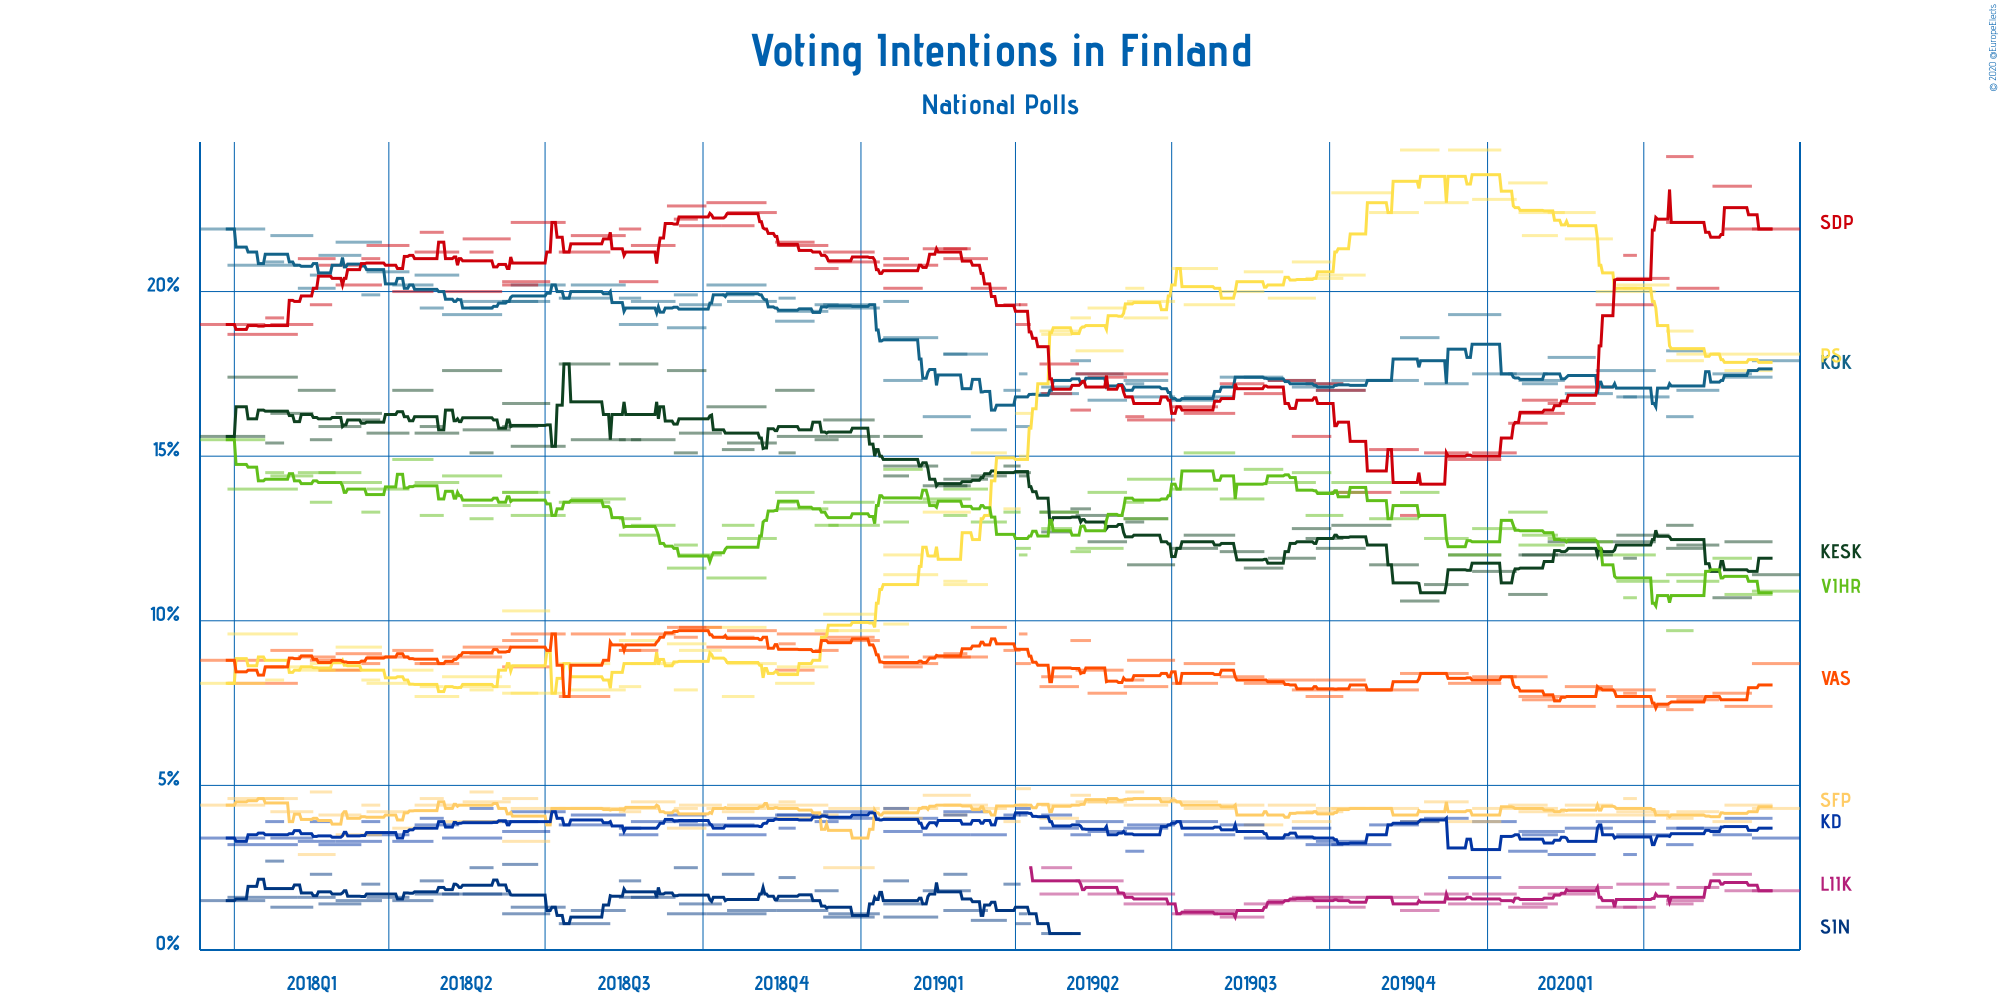 Voting Intentions in Finland
National Polls
© 2020 @EuropeElects
20%
15%
10%
5%
0%
SDP
PS
KOK
KESK
VIHR
VAS
SFP
KD
LIIK
SIN
2018Q1
2018Q2
2018Q3
2018Q4
2019Q1
2019Q2
2019Q3
2019Q4
2020Q1